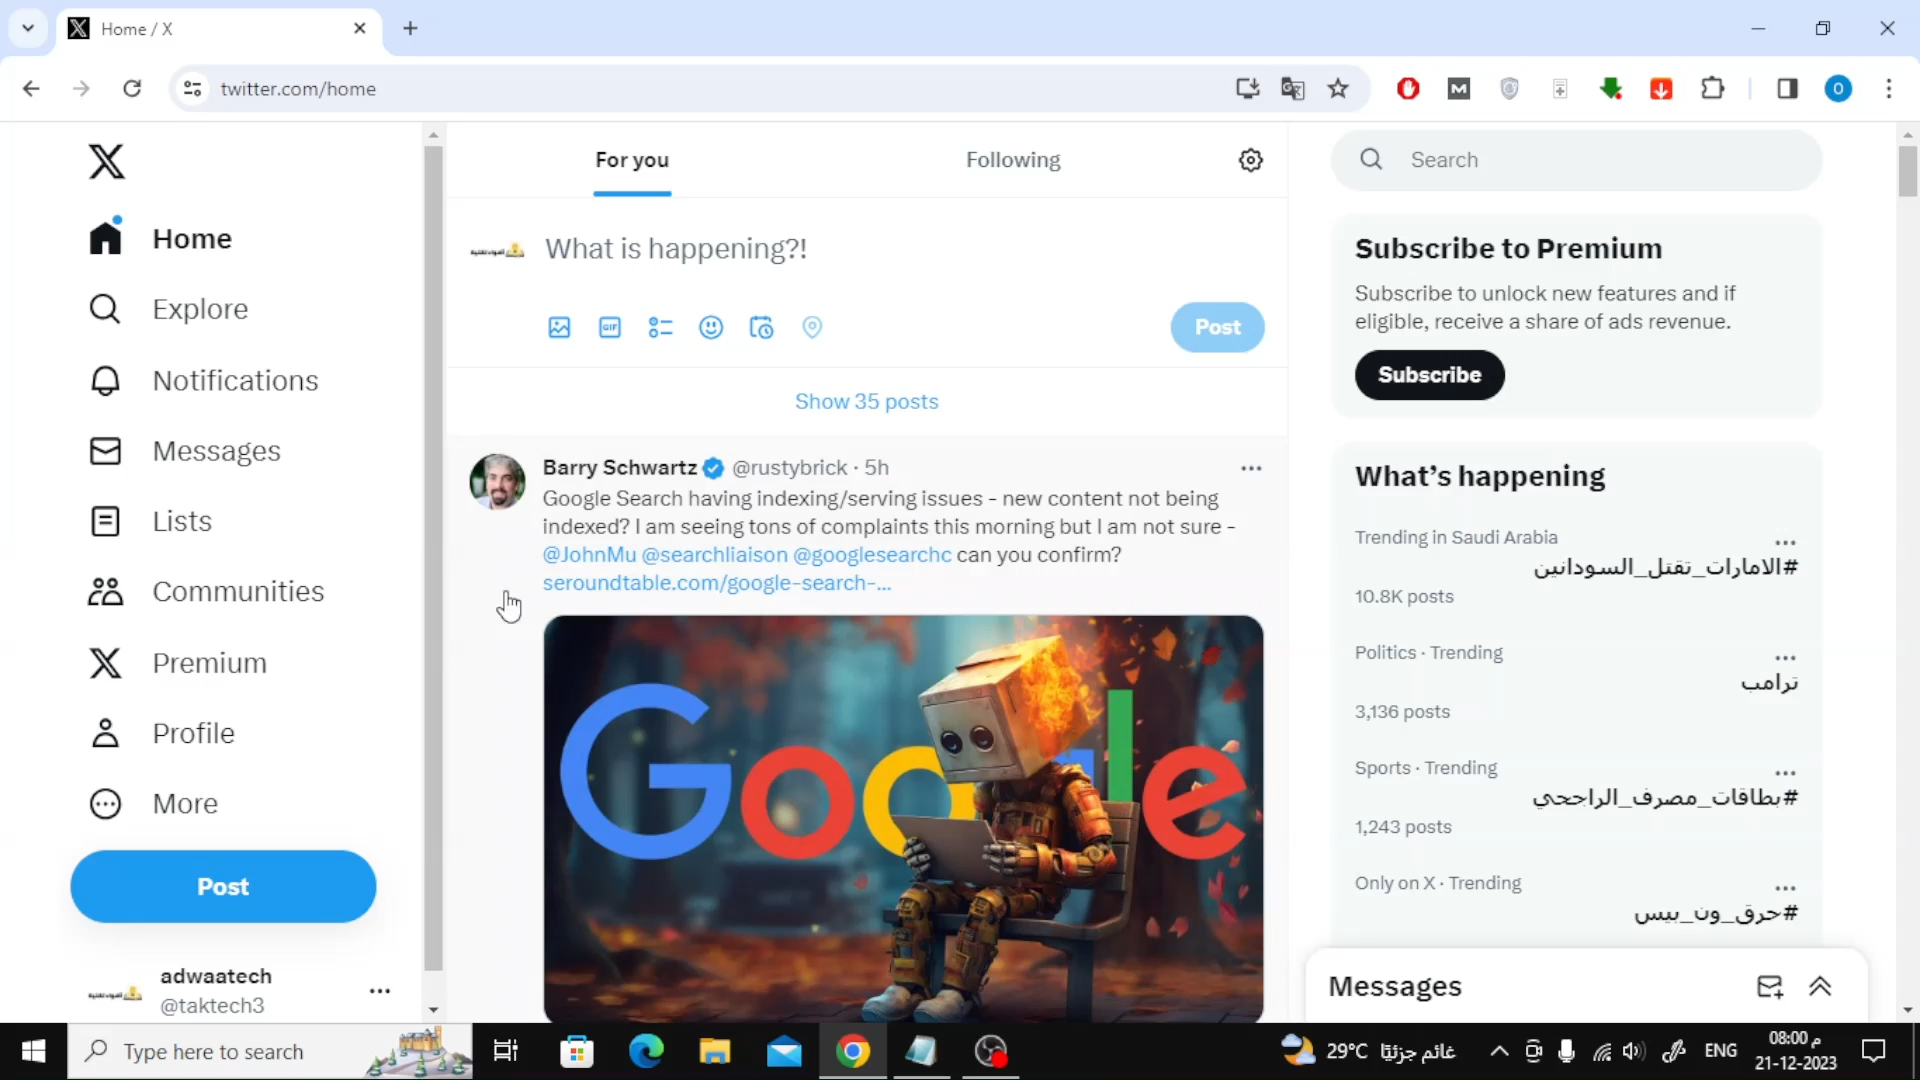 Home / X
twitter.com/home
O
For you
Following
Search
Home
Explore
Notifications
Messages
Lists
Communities
Premium
Profile
More
Post
adwaatech
@taktech3
What is happening?!
GIF
Post
Show 35 posts
Barry Schwartz @rustybrick · 5h
Google Search having indexing/serving issues - new content not being
indexed? I am seeing tons of complaints this morning but I am not sure -
@JohnMu @searchliaison @googlesearchc can you confirm?
seroundtable.com/google-search-...
Google
Subscribe to Premium
Subscribe to unlock new features and if
eligible, receive a share of ads revenue.
Subscribe
What's happening
Trending in Saudi Arabia
#الامارات_تقتل_السودانين
10.8K posts
Politics · Trending
ترامب
3,136 posts
Sports · Trending
#بطاقات_مصرف_الراجحي
1,243 posts
Only on X · Trending
#حرق_ون_بيس
Messages
Type here to search
29°C غائم جزئيًا
ENG
08:00 م
21-12-2023